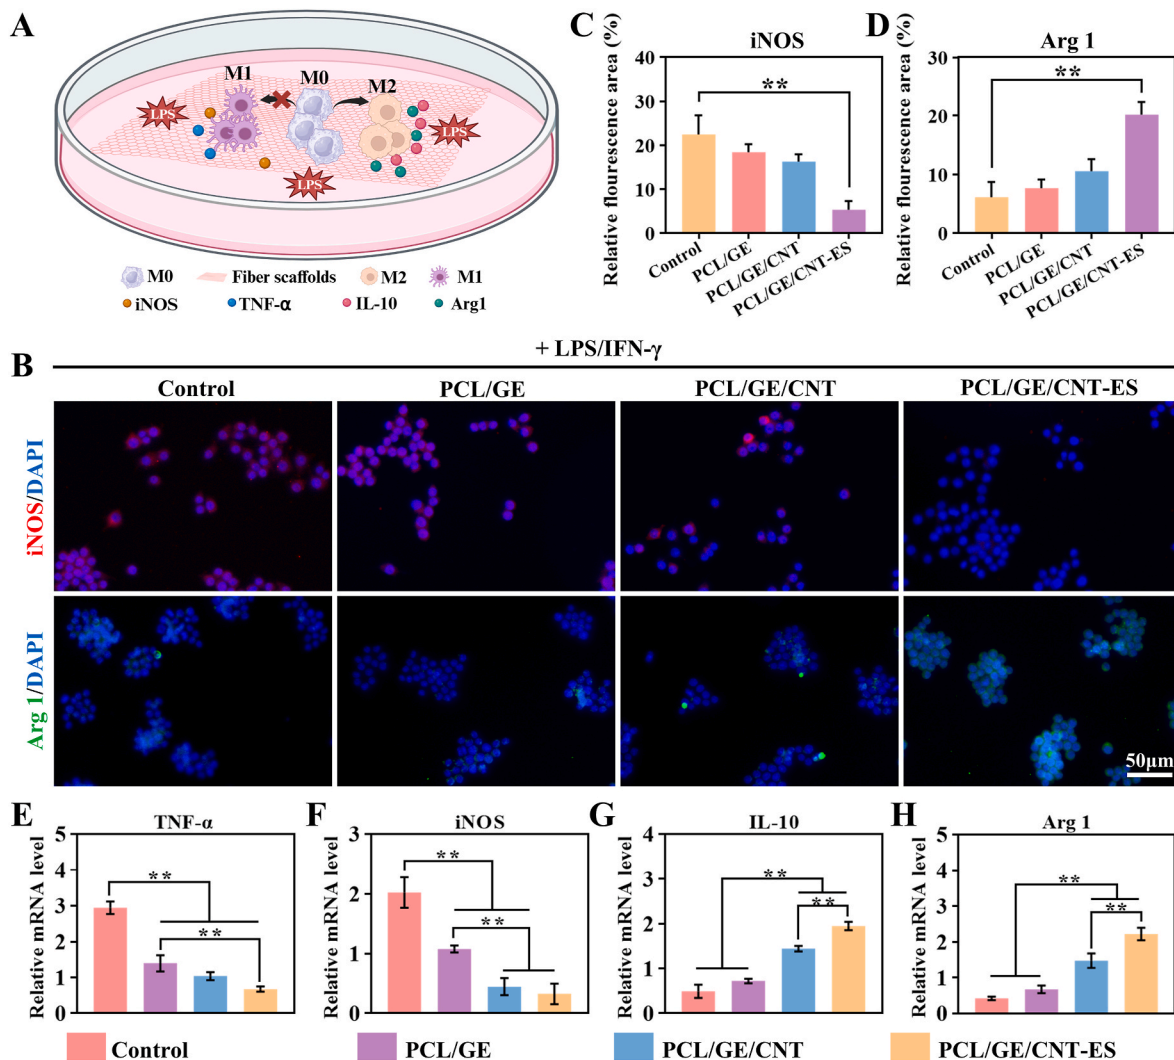 A
M1
M0
M2
LPS
LPS
LPS
M0
Fiber scaffolds
M2
M1
iNOS
TNF-α
IL-10
Arg1
C
iNOS
Relative flourescence area (%)
40
30
20
10
0
**
Control
PCL/GE
PCL/GE/CNT
PCL/GE/CNT-ES
D
Arg 1
Relative flourescence area (%)
30
20
10
0
**
Control
PCL/GE
PCL/GE/CNT
PCL/GE/CNT-ES
B
+ LPS/IFN-γ
Control
PCL/GE
PCL/GE/CNT
PCL/GE/CNT-ES
iNOS/DAPI
Arg 1/DAPI
50μm
E
TNF-α
Relative mRNA level
5
4
3
2
1
0
**
**
F
iNOS
Relative mRNA level
3
2
1
0
**
**
G
IL-10
Relative mRNA level
4
3
2
1
0
**
**
H
Arg 1
Relative mRNA level
5
4
3
2
1
0
**
**
Control
PCL/GE
PCL/GE/CNT
PCL/GE/CNT-ES